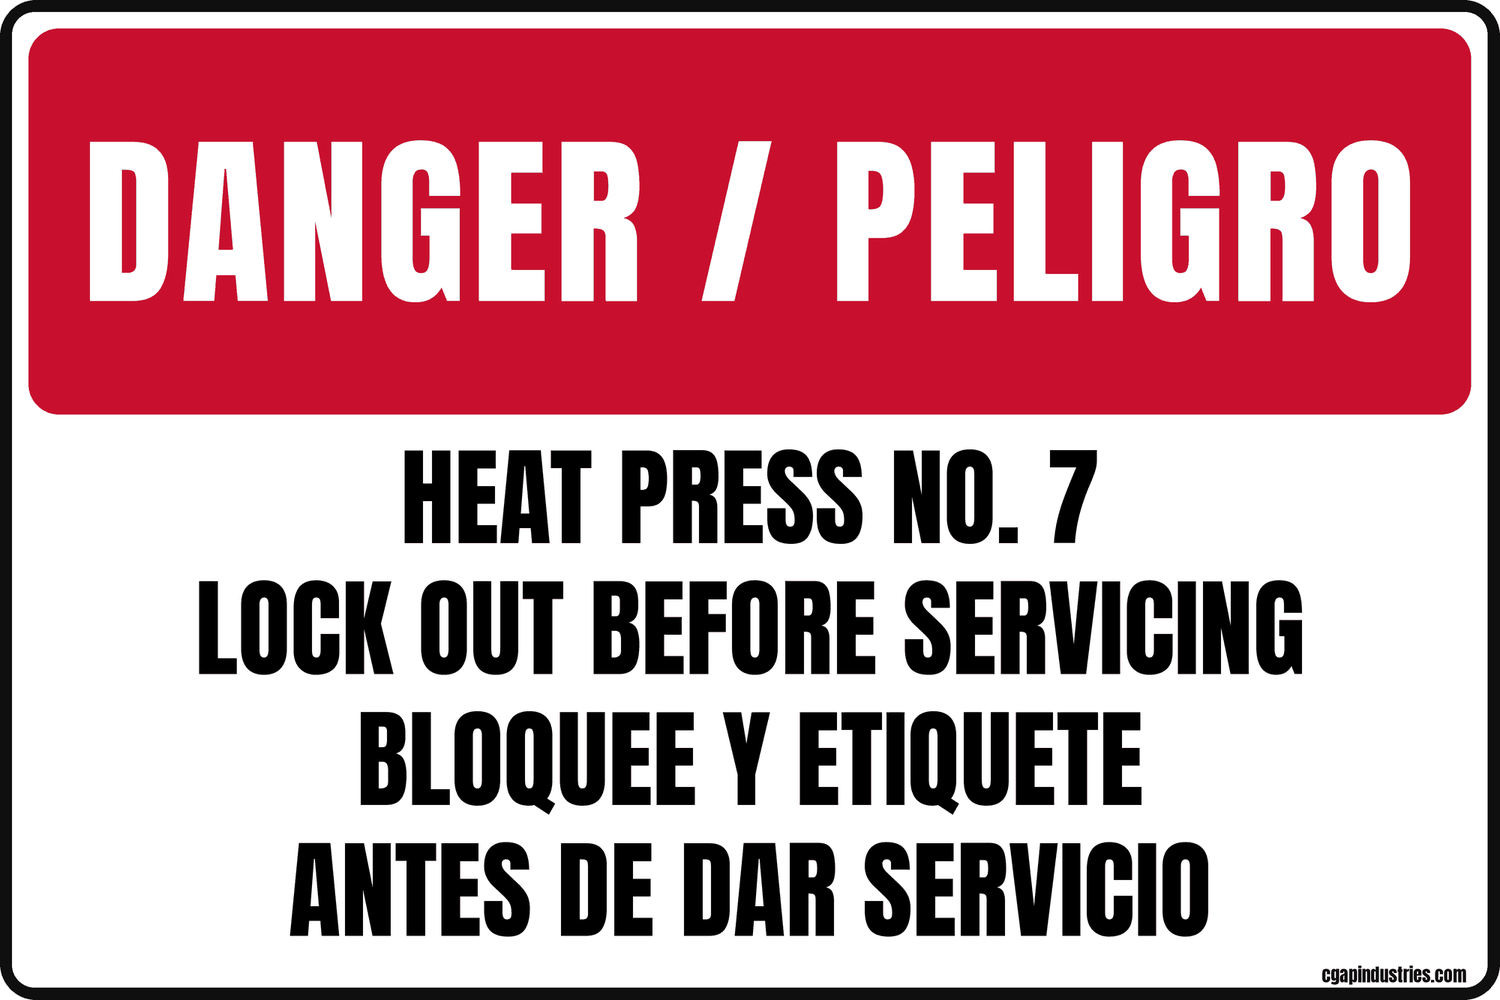 DANGER / PELIGRO
HEAT PRESS NO. 7
LOCK OUT BEFORE SERVICING
BLOQUEE Y ETIQUETE
ANTES DE DAR SERVICIO
cgapindustries.com